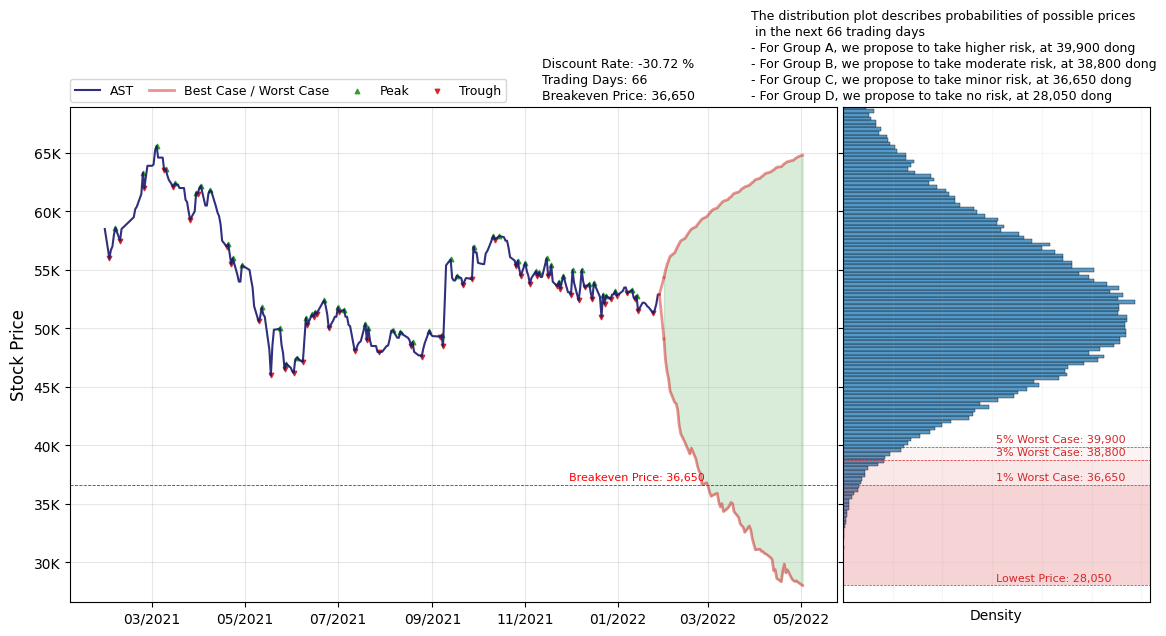 The distribution plot describes probabilities of possible prices
in the next 66 trading days
- For Group A, we propose to take higher risk, at 39,900 dong
- For Group B, we propose to take moderate risk, at 38,800 dong
- For Group C, we propose to take minor risk, at 36,650 dong
- For Group D, we propose to take no risk, at 28,050 dong
Discount Rate: -30.72 %
Trading Days: 66
Breakeven Price: 36,650
AST
Best Case / Worst Case
Peak
Trough
Stock Price
65K
60K
55K
50K
45K
40K
35K
30K
Breakeven Price: 36,650
03/2021
05/2021
07/2021
09/2021
11/2021
01/2022
03/2022
05/2022
5% Worst Case: 39,900
3% Worst Case: 38,800
1% Worst Case: 36,650
Lowest Price: 28,050
Density